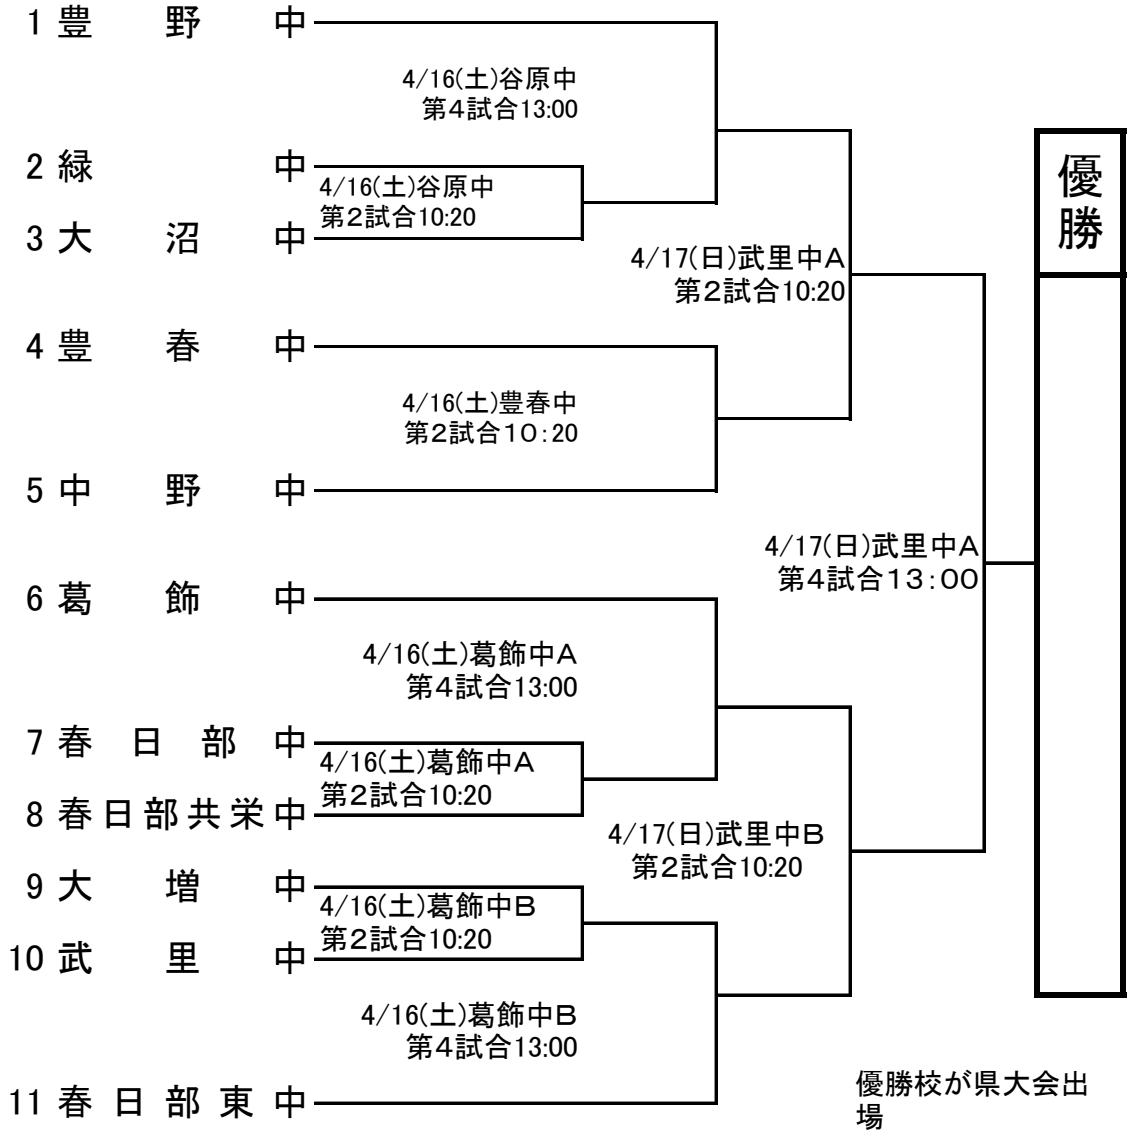 1 豊野中
4/16(土)谷原中
第4試合13:00
2 緑中
4/16(土)谷原中
第2試合10:20
3 大沼中
優勝
4/17(日)武里中A
第2試合10:20
4 豊春中
4/16(土)豊春中
第2試合10:20
5 中野中
4/17(日)武里中A
第4試合13:00
6 葛飾中
4/16(土)葛飾中A
第4試合13:00
7 春日部中
4/16(土)葛飾中A
第2試合10:20
8 春日部共栄中
4/17(日)武里中B
第2試合10:20
9 大増中
4/16(土)葛飾中B
第2試合10:20
10 武里中
4/16(土)葛飾中B
第4試合13:00
11 春日部東中
優勝校が県大会出
場